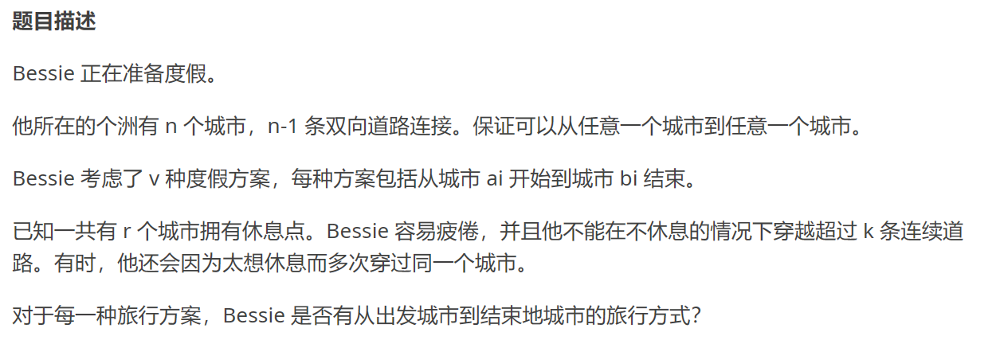 题目描述
Bessie 正在准备度假。
他所在的个洲有 n 个城市，n-1 条双向道路连接。保证可以从任意一个城市到任意一个城市。
Bessie 考虑了 v 种度假方案，每种方案包括从城市 ai 开始到城市 bi 结束。
已知一共有 r 个城市拥有休息点。Bessie 容易疲倦，并且他不能在不休息的情况下穿越超过 k 条连续道
路。有时，他还会因为太想休息而多次穿过同一个城市。
对于每一种旅行方案，Bessie 是否有从出发城市到结束地城市的旅行方式？